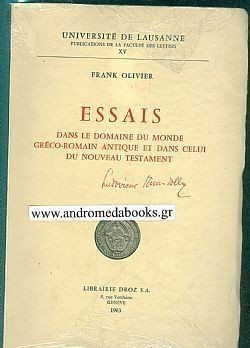 UNIVERSITÉ DE LAUSANNE
PUBLICATIONS DE LA FACULTÉ DES LETTRES
XV
FRANK OLIVIER
ESSAIS
DANS LE DOMAINE DU MONDE
GRÉCO-ROMAIN ANTIQUE ET DANS CELUI
DU NOUVEAU TESTAMENT
www.andromedabooks.gr
LIBRAIRIE DROZ S.A.
8, rue Verdaine
GENÈVE
1963